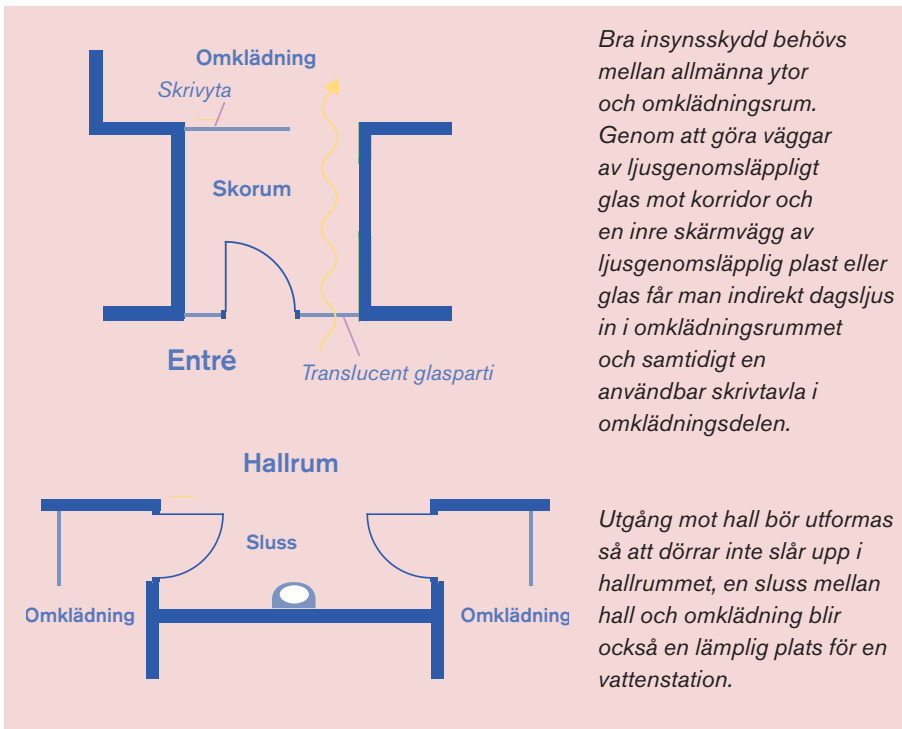 Omklädning
Skrivyta
Skorum
Entré
Translucent glasparti
Bra insynsskydd behövs
mellan allmänna ytor
och omklädningsrum.
Genom att göra väggar
av ljusgenomsläppligt
glas mot korridor och
en inre skärmvägg av
ljusgenomsläpplig plast eller
glas får man indirekt dagsljus
in i omklädningsrummet
och samtidigt en
användbar skrivtavla i
omklädningsdelen.
Hallrum
Sluss
Omklädning
Omklädning
Utgång mot hall bör utformas
så att dörrar inte slår upp i
hallrummet, en sluss mellan
hall och omklädning blir
också en lämplig plats för en
vattenstation.